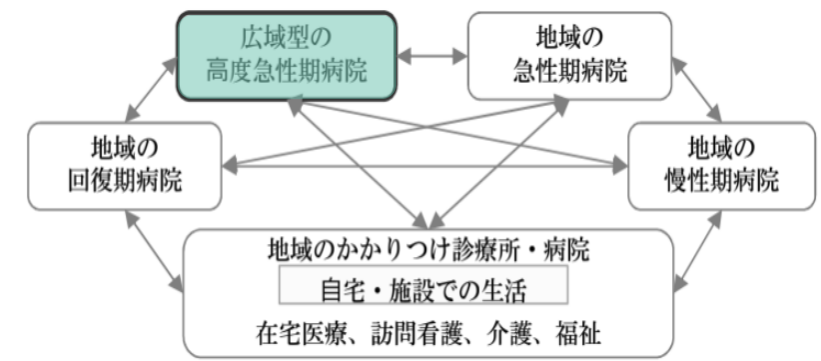 広域型の
高度急性期病院
地域の
急性期病院
地域の
回復期病院
地域の
慢性期病院
地域のかかりつけ診療所・病院
自宅・施設での生活
在宅医療、訪問看護、介護、福祉